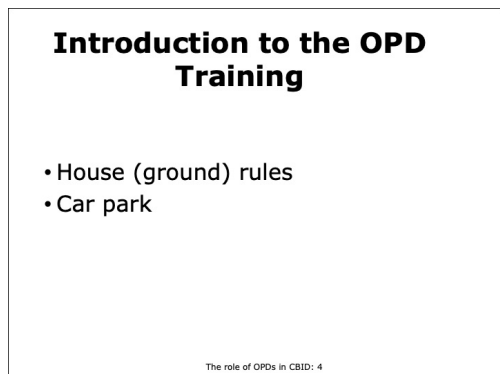 Introduction to the OPD
Training
• House (ground) rules
• Car park
The role of OPDs in CBID: 4